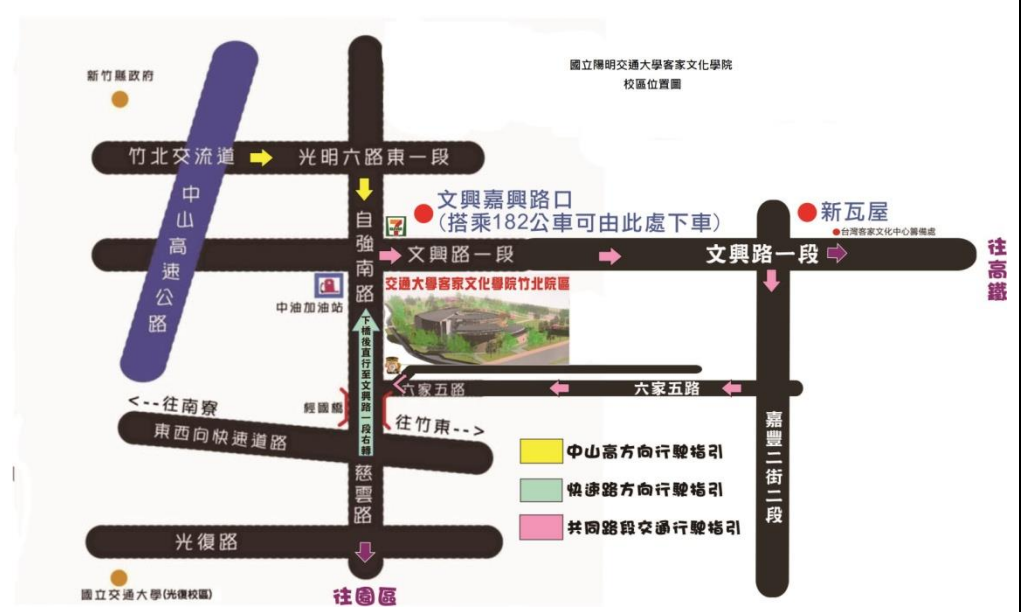 國立陽明交通大學客家文化學院
校區位置圖
新竹縣政府
竹北交流道
光明六路東一段
中山高速公路
自強南路
7
文興嘉興路口
(搭乘182公車可由此處下車)
新瓦屋
台灣客家文化中心籌備處
文興路一段
文興路一段
往高鐵
中油加油站
交通大學客家文化學院竹北院區
下橋後直行至文興路一段右轉
六家五路
六家五路
<--往南寮
經國橋
往竹東-->
東西向快速道路
嘉豐二街二段
中山高方向行駛指引
快速路方向行駛指引
共同路段交通行駛指引
慈雲路
光復路
國立交通大學(光復校區)
往園區